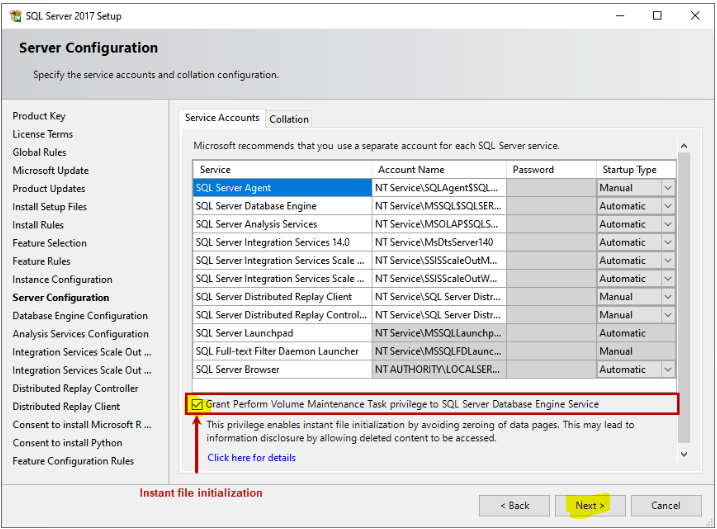 SQL Server 2017 Setup
Server Configuration
Specify the service accounts and collation configuration.
Product Key
License Terms
Global Rules
Microsoft Update
Product Updates
Install Setup Files
Install Rules
Feature Selection
Feature Rules
Instance Configuration
Server Configuration
Database Engine Configuration
Analysis Services Configuration
Integration Services Scale Out ...
Integration Services Scale Out ...
Distributed Replay Controller
Distributed Replay Client
Consent to install Microsoft R ...
Consent to install Python
Feature Configuration Rules
Service Accounts Collation
Microsoft recommends that you use a separate account for each SQL Server service.
Service Account Name Password Startup Type
SQL Server Agent NT Service\SQLAgent$SQL... Manual
SQL Server Database Engine NT Service\MSSQL$SQLSER... Automatic
SQL Server Analysis Services NT Service\MSOLAP$SQLS... Automatic
SQL Server Integration Services 14.0 NT Service\MsDtsServer140 Automatic
SQL Server Integration Services Scale ... NT Service\SSISScaleOutM... Automatic
SQL Server Integration Services Scale ... NT Service\SSISScaleOutW... Automatic
SQL Server Distributed Replay Client NT Service\SQL Server Distr... Manual
SQL Server Distributed Replay Control... NT Service\SQL Server Distr... Manual
SQL Server Launchpad NT Service\MSSQLLaunchp... Automatic
SQL Full-text Filter Daemon Launcher NT Service\MSSQLFDLaunc... Manual
SQL Server Browser NT AUTHORITY\LOCALSER... Automatic
Grant Perform Volume Maintenance Task privilege to SQL Server Database Engine Service
This privilege enables instant file initialization by avoiding zeroing of data pages. This may lead to
information disclosure by allowing deleted content to be accessed.
Click here for details
Instant file initialization
< Back Next > Cancel